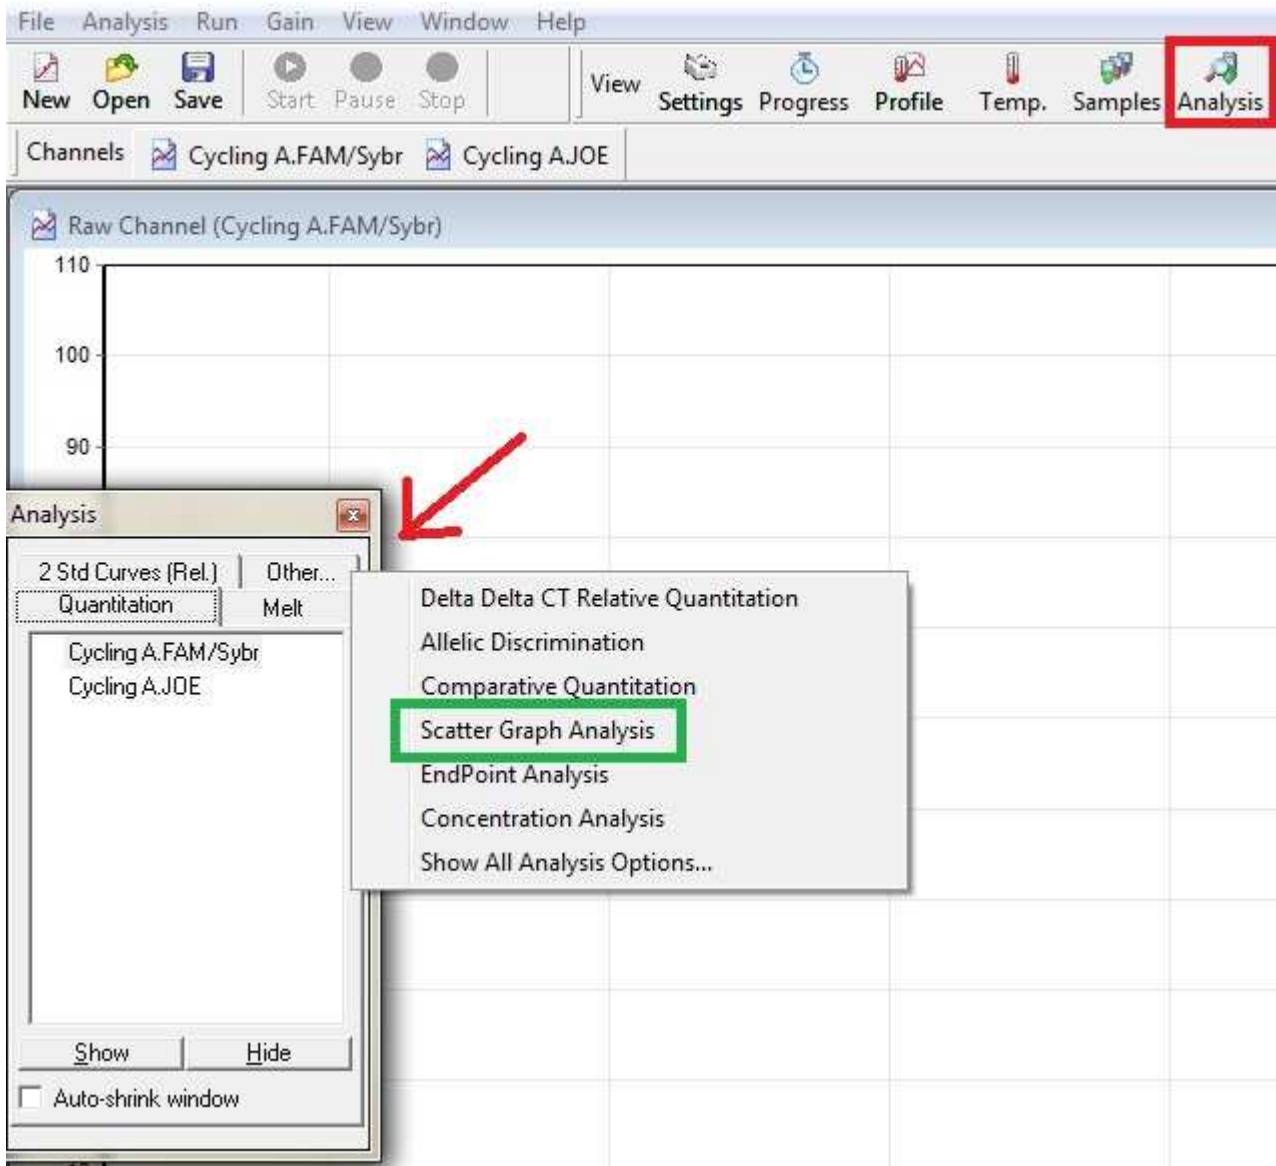 File Analysis Run Gain View Window Help
New Open Save Start Pause Stop View Settings Progress Profile Temp. Samples Analysis
Channels Cycling A.FAM/Sybr Cycling A.JOE
Raw Channel (Cycling A.FAM/Sybr)
110
100
90
Analysis
2 Std Curves (Rel.) Other...
Quantitation Melt
Cycling A.FAM/Sybr
Cycling A.JOE
Show Hide
Auto-shrink window
Delta Delta CT Relative Quantitation
Allelic Discrimination
Comparative Quantitation
Scatter Graph Analysis
EndPoint Analysis
Concentration Analysis
Show All Analysis Options...